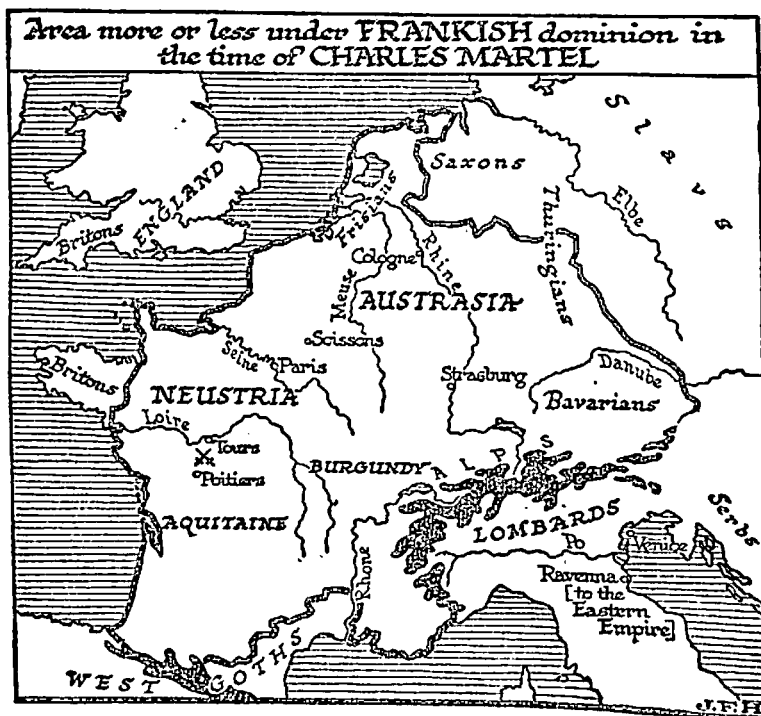 Area more or less under FRANKISH dominion in
the time of CHARLES MARTEL
Slavs
Saxons
Elbe
ENGLAND
Britons
Frisians
Thuringians
Cologne
Rhine
Meuse
AUSTRASIA
Soissons
Seine
Paris
Britons
NEUSTRIA
Strasburg
Danube
Bavarians
Loire
Tours
Poitiers
BURGUNDY
ALPS
AQUITAINE
LOMBARDS
Serbs
Po
Venice
Rhone
Ravenna
[to the
Eastern
Empire]
WEST GOTHS
J.F.H